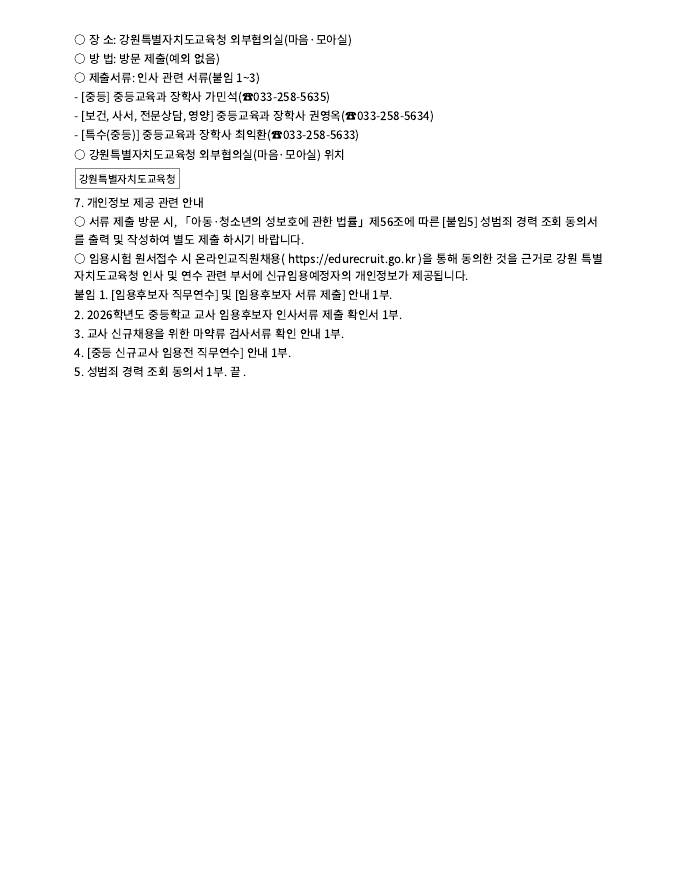 ○ 장 소: 강원특별자치도교육청 외부협의실(마음·모아실)
○ 방 법: 방문 제출(예외 없음)
○ 제출서류: 인사 관련 서류(붙임 1~3)
- [중등] 중등교육과 장학사 가민석(☎033-258-5635)
- [보건, 사서, 전문상담, 영양] 중등교육과 장학사 권영옥(☎033-258-5634)
- [특수(중등)] 중등교육과 장학사 최익환(☎033-258-5633)
○ 강원특별자치도교육청 외부협의실(마음·모아실) 위치
강원특별자치도교육청
7. 개인정보 제공 관련 안내
○ 서류 제출 방문 시, 「아동·청소년의 성보호에 관한 법률」제56조에 따른 [붙임5] 성범죄 경력 조회 동의서
를 출력 및 작성하여 별도 제출 하시기 바랍니다.
○ 임용시험 원서접수 시 온라인교직원채용( https://edurecruit.go.kr )을 통해 동의한 것을 근거로 강원 특별
자치도교육청 인사 및 연수 관련 부서에 신규임용예정자의 개인정보가 제공됩니다.
붙임 1. [임용후보자 직무연수] 및 [임용후보자 서류 제출] 안내 1부.
2. 2026학년도 중등학교 교사 임용후보자 인사서류 제출 확인서 1부.
3. 교사 신규채용을 위한 마약류 검사서류 확인 안내 1부.
4. [중등 신규교사 임용전 직무연수] 안내 1부.
5. 성범죄 경력 조회 동의서 1부. 끝 .